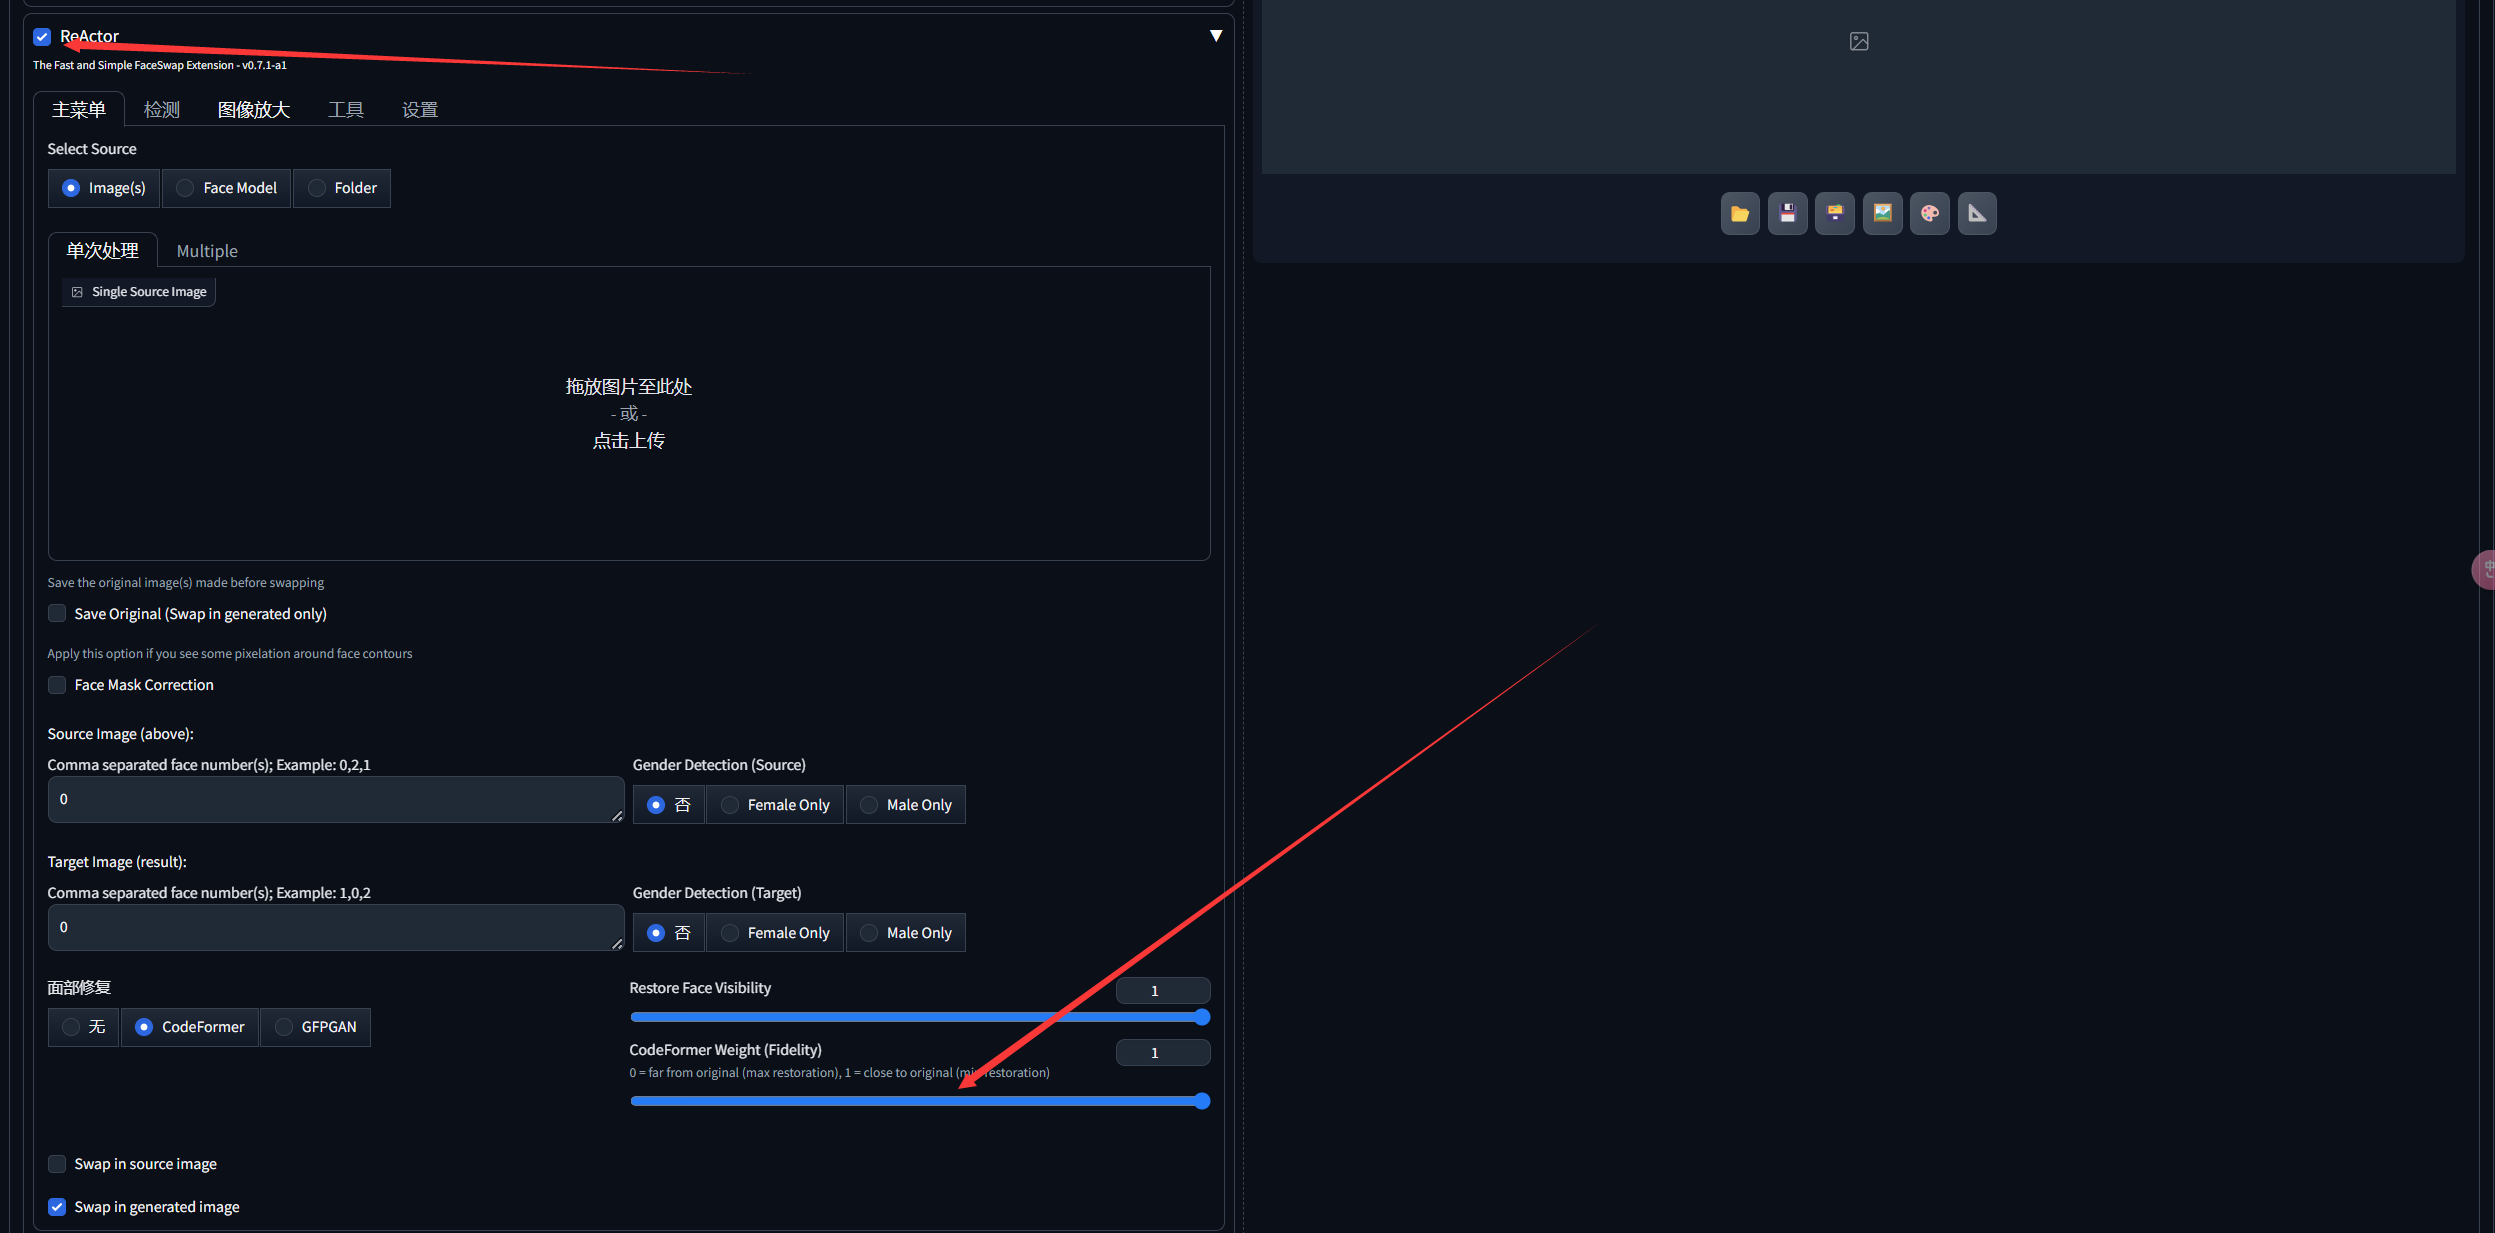 ReActor
The Fast and Simple FaceSwap Extension - v0.7.1-a1
主菜单 检测 图像放大 工具 设置
Select Source
Image(s) Face Model Folder
单次处理 Multiple
Single Source Image
拖放图片至此处
- 或 -
点击上传
Save the original image(s) made before swapping
Save Original (Swap in generated only)
Apply this option if you see some pixelation around face contours
Face Mask Correction
Source Image (above):
Comma separated face number(s); Example: 0,2,1 Gender Detection (Source)
0 否 Female Only Male Only
Target Image (result):
Comma separated face number(s); Example: 1,0,2 Gender Detection (Target)
0 否 Female Only Male Only
面部修复 Restore Face Visibility 1
无 CodeFormer GFPGAN
CodeFormer Weight (Fidelity) 1
0 = far from original (max restoration), 1 = close to original (min restoration)
Swap in source image
Swap in generated image